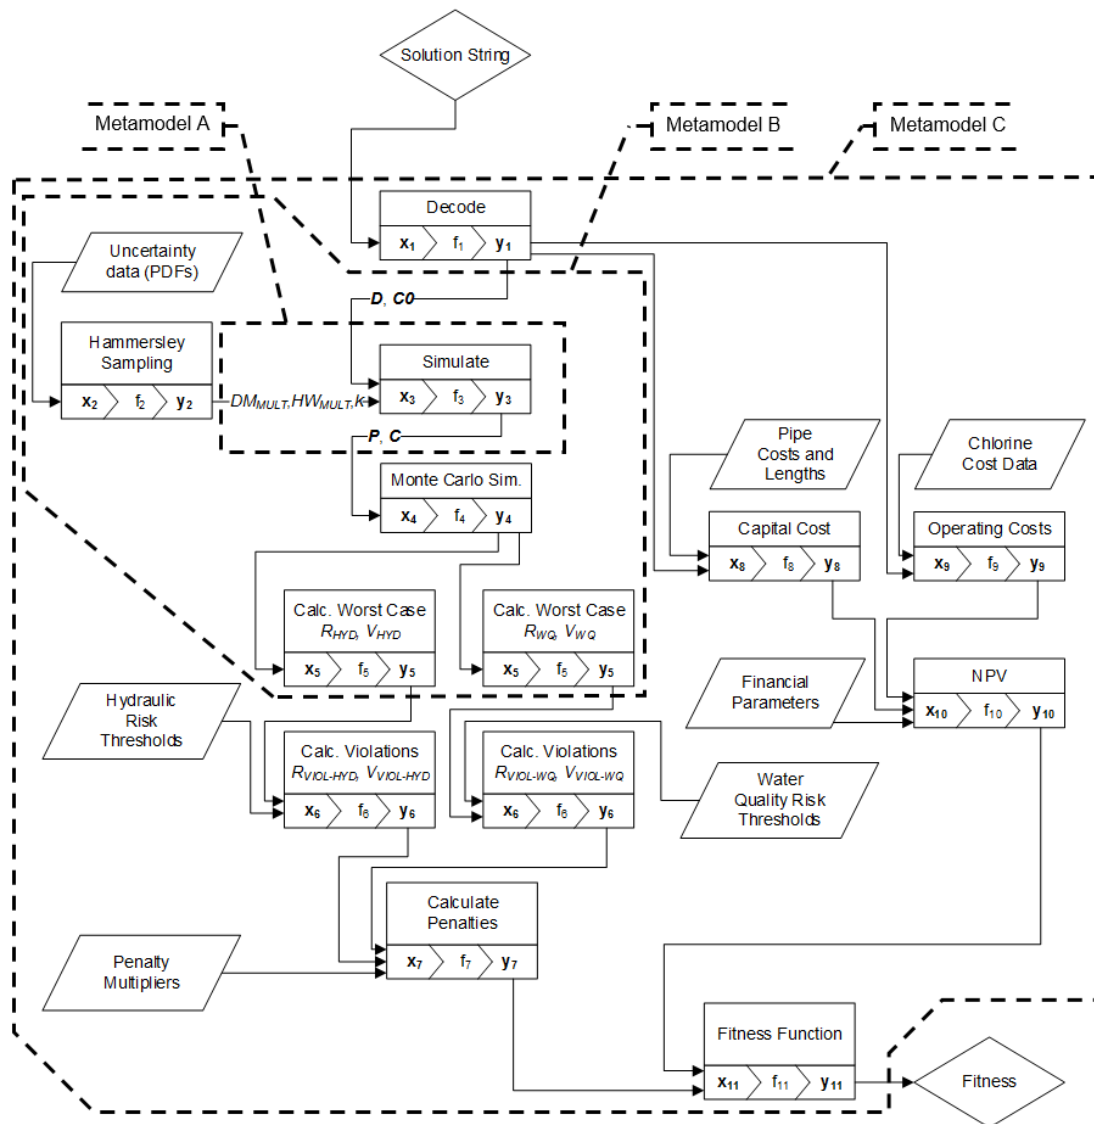 Solution String
Metamodel A
Metamodel B
Metamodel C
Decode
x1 f1 y1
Uncertainty
data (PDFs)
D, C0
Hammersley
Sampling
x2 f2 y2
DMMULT,HWMULT,k
Simulate
x3 f3 y3
P, C
Monte Carlo Sim.
x4 f4 y4
Pipe
Costs and
Lengths
Chlorine
Cost Data
Capital Cost
x8 f8 y8
Operating Costs
x9 f9 y9
Calc. Worst Case
RHYD, VHYD
x5 f5 y5
Calc. Worst Case
RWQ, VWQ
x5 f5 y5
Hydraulic
Risk
Thresholds
Financial
Parameters
NPV
x10 f10 y10
Calc. Violations
RVIOL-HYD, VVIOL-HYD
x6 f6 y6
Calc. Violations
RVIOL-WQ, VVIOL-WQ
x6 f6 y6
Water
Quality Risk
Thresholds
Calculate
Penalties
x7 f7 y7
Penalty
Multipliers
Fitness Function
x11 f11 y11
Fitness